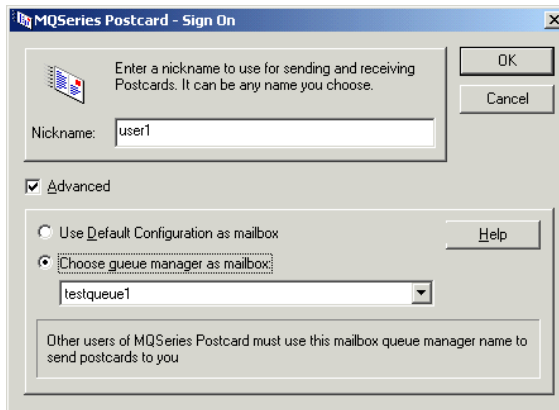 MQSeries Postcard - Sign On
Enter a nickname to use for sending and receiving
Postcards. It can be any name you choose.
OK
Cancel
Nickname: user1
Advanced
Use Default Configuration as mailbox
Help
Choose queue manager as mailbox:
testqueue1
Other users of MQSeries Postcard must use this mailbox queue manager name to
send postcards to you